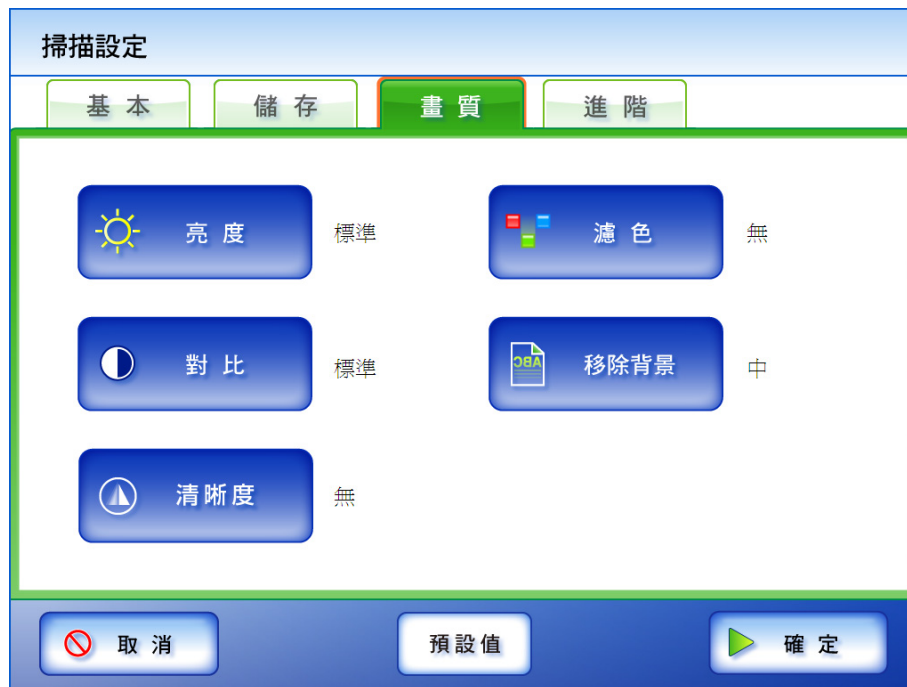 掃描設定
基本 儲存 畫質 進階
亮度 標準 濾色 無
對比 標準 ABC 移除背景 中
清晰度 無
取消 預設值 確定